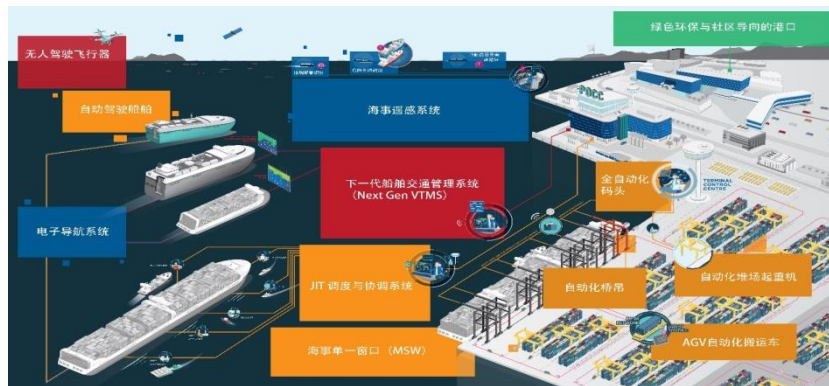 绿色环保与社区导向的港口
无人驾驶飞行器
自动驾驶船舶
海事遥感系统
POCC
下一代船舶交通管理系统
(Next Gen VTMS)
全自动化
码头
TERMINAL
CONTROL
CENTRE
电子导航系统
JIT 调度与协调系统
自动化桥吊
自动化堆场起重机
海事单一窗口(MSW)
AGV自动化搬运车